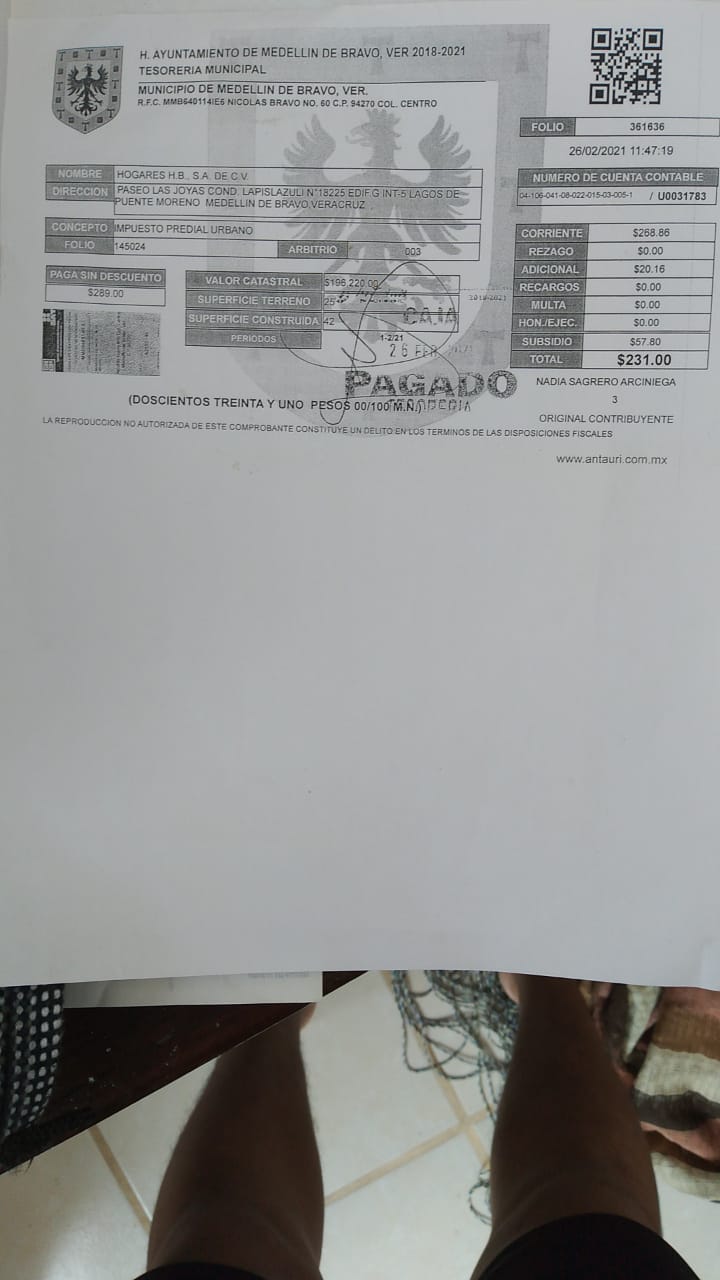 H. AYUNTAMIENTO DE MEDELLIN DE BRAVO, VER 2018-2021
TESORERIA MUNICIPAL
MUNICIPIO DE MEDELLIN DE BRAVO, VER.
R.F.C. MMB640114IE6 NICOLAS BRAVO NO. 60 C.P. 94270 COL. CENTRO
FOLIO 361636
26/02/2021 11:47:19
NOMBRE HOGARES H.B., S.A. DE C.V.
DIRECCION PASEO LAS JOYAS COND. LAPISLAZULI N°18225 EDIF.G INT-5 LAGOS DE
PUENTE MORENO MEDELLIN DE BRAVO,VERACRUZ
NUMERO DE CUENTA CONTABLE
04-106-041-08-022-015-03-005-1 / U0031783
CONCEPTO IMPUESTO PREDIAL URBANO
FOLIO 145024 ARBITRIO 003
PAGA SIN DESCUENTO
$289.00
VALOR CATASTRAL $196,220.00
SUPERFICIE TERRENO 25
SUPERFICIE CONSTRUIDA 42
PERIODOS 1-2/21
2018-2021
CAJA
26 FEB 2021
PAGADO
TESORERIA
CORRIENTE $268.86
REZAGO $0.00
ADICIONAL $20.16
RECARGOS $0.00
MULTA $0.00
HON./EJEC. $0.00
SUBSIDIO $57.80
TOTAL $231.00
NADIA SAGRERO ARCINIEGA
3
ORIGINAL CONTRIBUYENTE
(DOSCIENTOS TREINTA Y UNO PESOS 00/100 M.N.)
LA REPRODUCCION NO AUTORIZADA DE ESTE COMPROBANTE CONSTITUYE UN DELITO EN LOS TERMINOS DE LAS DISPOSICIONES FISCALES
www.antauri.com.mx